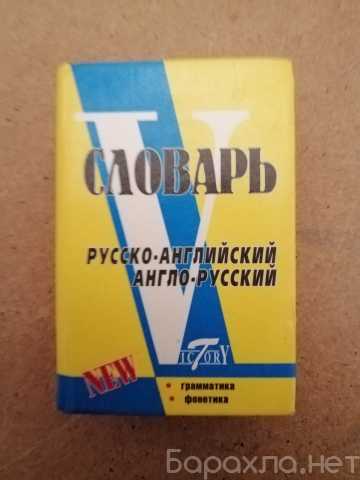 СЛОВАРЬ
РУССКО-АНГЛИЙСКИЙ
АНГЛО-РУССКИЙ
VICTORY
NEW
• грамматика
• фонетика
Барахла.нет